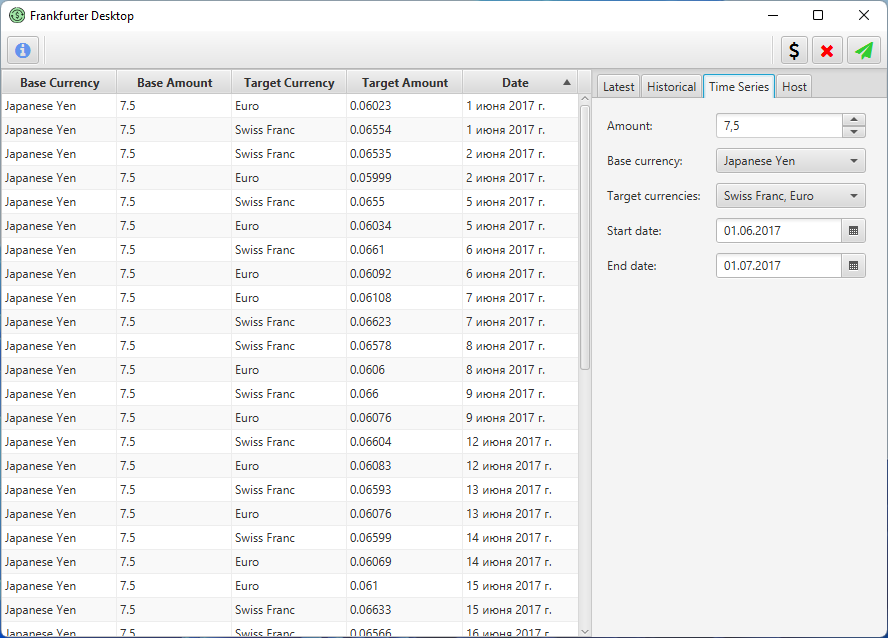 Frankfurter Desktop
$
Base Currency Base Amount Target Currency Target Amount Date
Japanese Yen 7.5 Euro 0.06023 1 июня 2017 г.
Japanese Yen 7.5 Swiss Franc 0.06554 1 июня 2017 г.
Japanese Yen 7.5 Swiss Franc 0.06535 2 июня 2017 г.
Japanese Yen 7.5 Euro 0.05999 2 июня 2017 г.
Japanese Yen 7.5 Swiss Franc 0.0655 5 июня 2017 г.
Japanese Yen 7.5 Euro 0.06034 5 июня 2017 г.
Japanese Yen 7.5 Swiss Franc 0.0661 6 июня 2017 г.
Japanese Yen 7.5 Euro 0.06092 6 июня 2017 г.
Japanese Yen 7.5 Euro 0.06108 7 июня 2017 г.
Japanese Yen 7.5 Swiss Franc 0.06623 7 июня 2017 г.
Japanese Yen 7.5 Swiss Franc 0.06578 8 июня 2017 г.
Japanese Yen 7.5 Euro 0.0606 8 июня 2017 г.
Japanese Yen 7.5 Swiss Franc 0.066 9 июня 2017 г.
Japanese Yen 7.5 Euro 0.06076 9 июня 2017 г.
Japanese Yen 7.5 Swiss Franc 0.06604 12 июня 2017 г.
Japanese Yen 7.5 Euro 0.06083 12 июня 2017 г.
Japanese Yen 7.5 Swiss Franc 0.06593 13 июня 2017 г.
Japanese Yen 7.5 Euro 0.06076 13 июня 2017 г.
Japanese Yen 7.5 Swiss Franc 0.06599 14 июня 2017 г.
Japanese Yen 7.5 Euro 0.06069 14 июня 2017 г.
Japanese Yen 7.5 Euro 0.061 15 июня 2017 г.
Japanese Yen 7.5 Swiss Franc 0.06633 15 июня 2017 г.
Japanese Yen 7.5 Swiss Franc 0.06566 16 июня 2017 г.
Latest Historical Time Series Host
Amount: 7,5
Base currency: Japanese Yen
Target currencies: Swiss Franc, Euro
Start date: 01.06.2017
End date: 01.07.2017